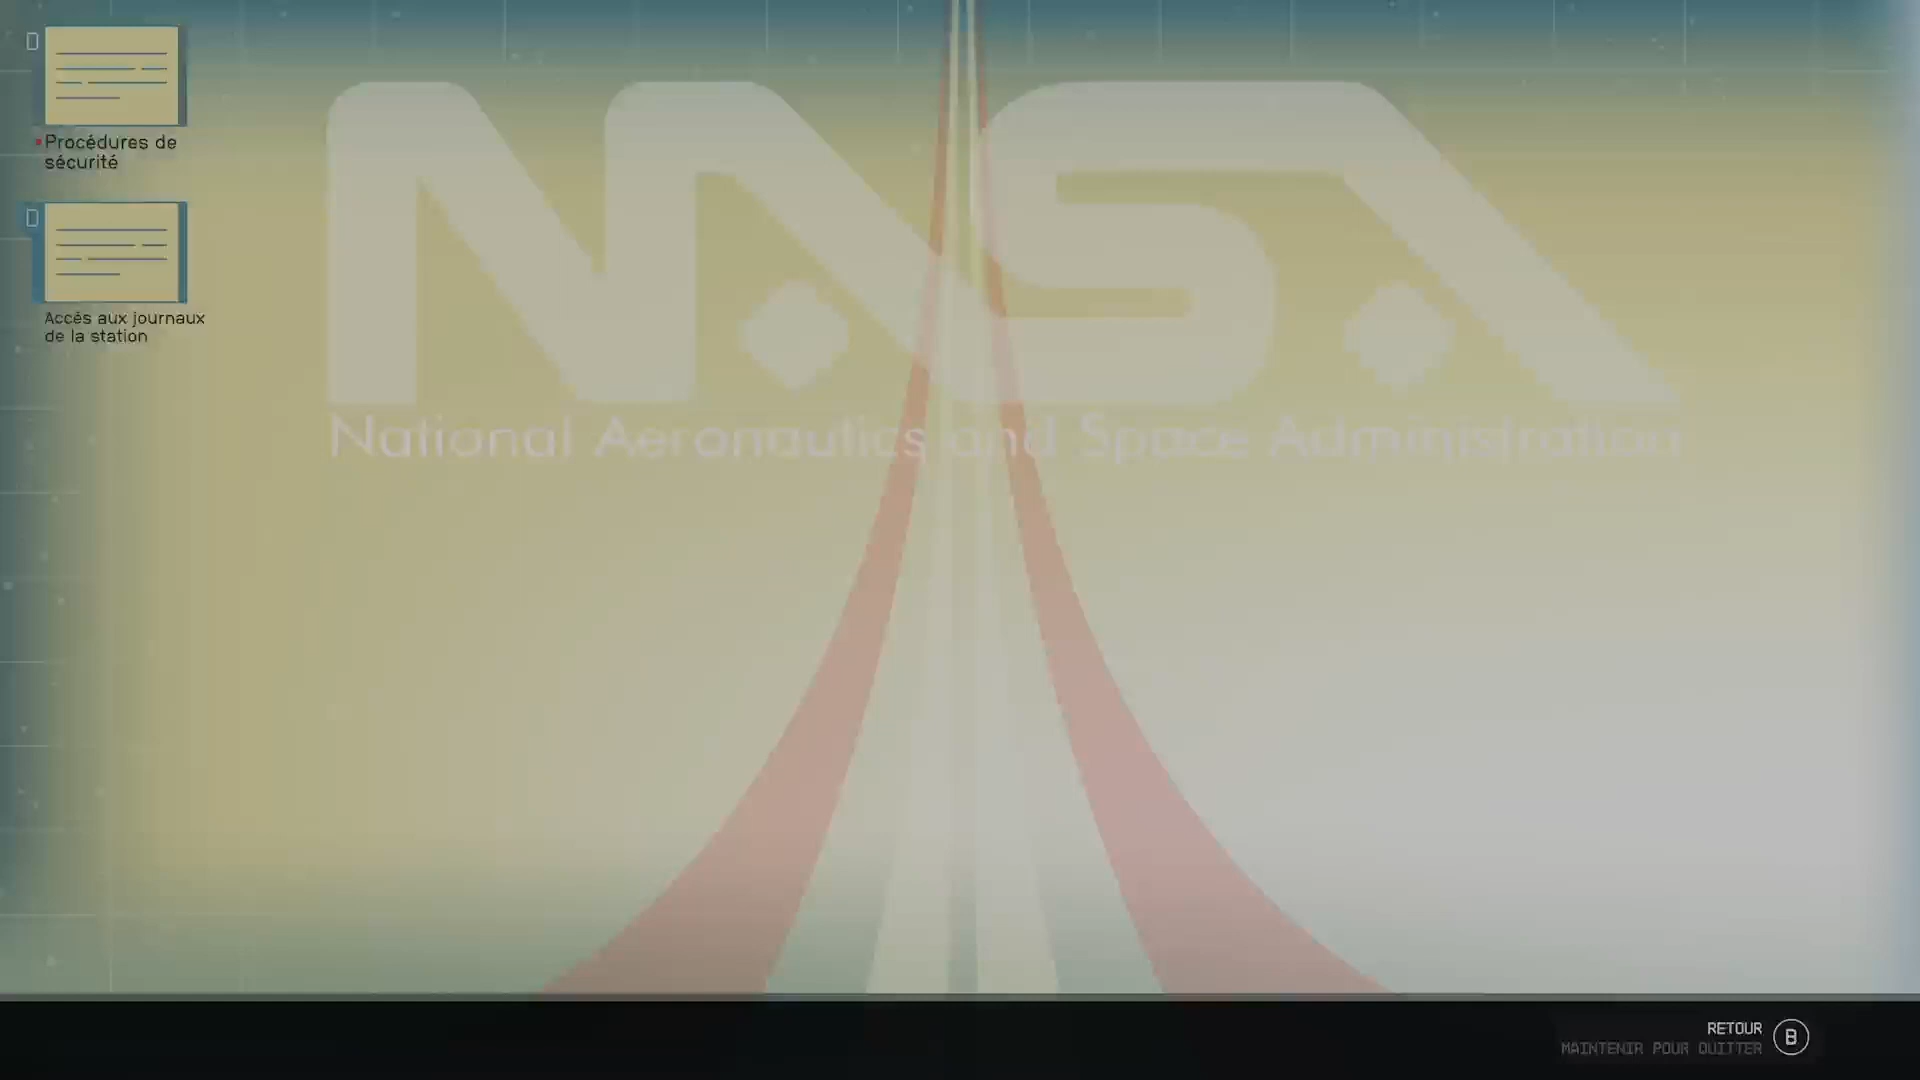 Procédures de
sécurité
Accès aux journaux
de la station
NASA
National Aeronautics and Space Administration
RETOUR
B
MAINTENIR POUR QUITTER